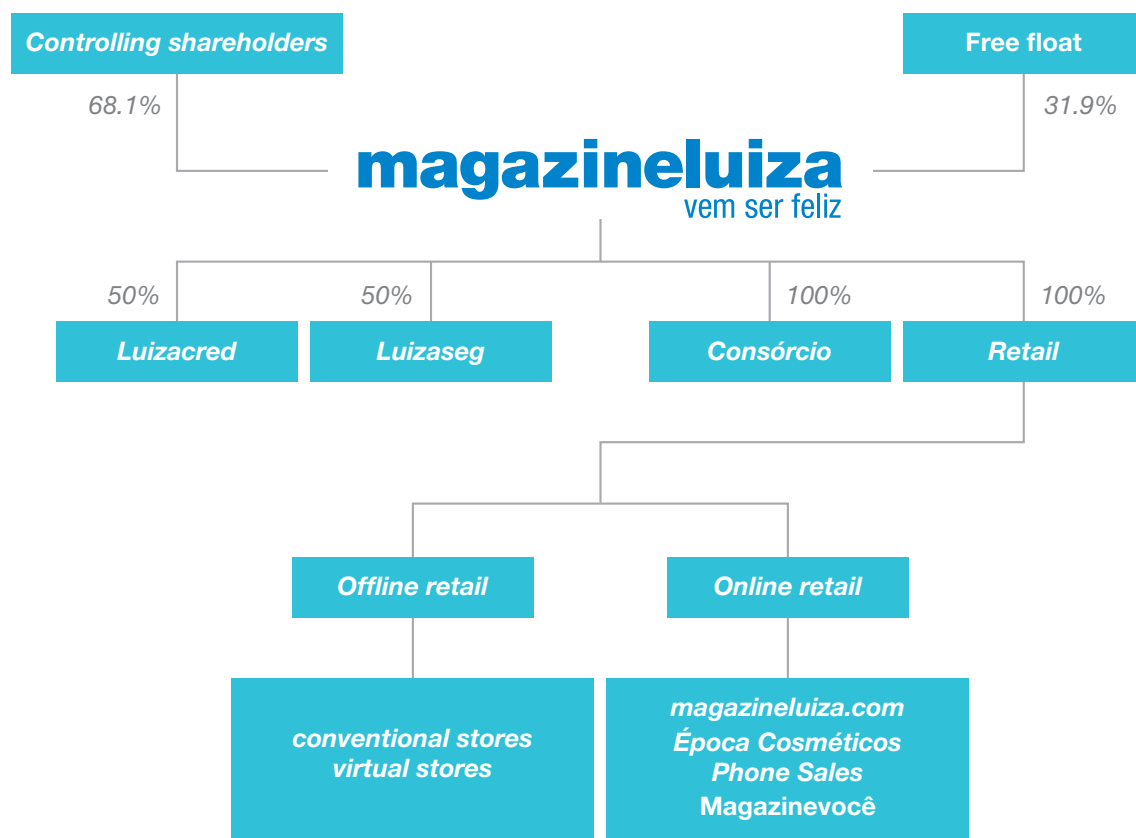 Controlling shareholders
Free float
68.1%
31.9%
magazineluiza
vem ser feliz
50%
50%
100%
100%
Luizacred
Luizaseg
Consórcio
Retail
Offline retail
Online retail
conventional stores
virtual stores
magazineluiza.com
Época Cosméticos
Phone Sales
Magazinevocê